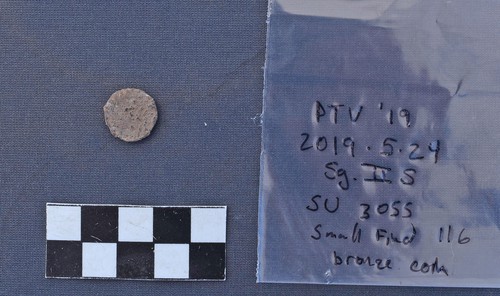 PTV '19
2019.5.24
Sg. II S
SU 3055
Small Find 116
bronze coin